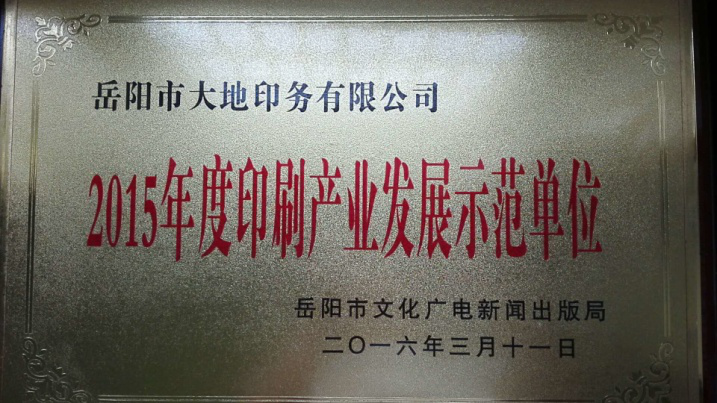 岳阳市大地印务有限公司
2015年度印刷产业发展示范单位
岳阳市文化广电新闻出版局
二〇一六年三月十一日